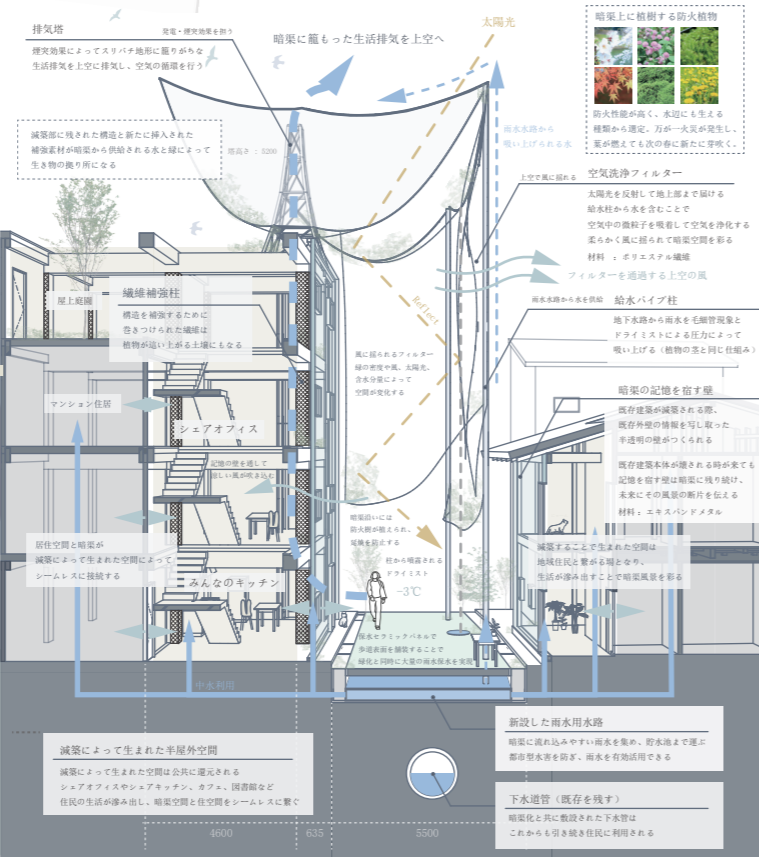 排気塔
発電・煙突効果を担う
煙突効果によってスリバチ地形に籠りがちな
生活排気を上空に排気し、空気の循環を行う
暗渠に籠もった生活排気を上空へ
太陽光
暗渠上に植樹する防火植物
防火性能が高く、水辺にも生える
種類から選定。万が一火災が発生し、
葉が燃えても次の春に新たに芽吹く。
減築部に残された構造と新たに挿入された
補強素材が暗渠から供給される水と緑によって
生き物の拠り所になる
塔高さ : 5200
雨水水路から
吸い上げられる水
上空で風に揺れる
空気洗浄フィルター
太陽光を反射して地上部まで届ける
給水柱から水を含むことで
空気中の微粒子を吸着して空気を浄化する
柔らかく風に揺られて暗渠空間を彩る
材料 : ポリエステル繊維
フィルターを通過する上空の風
屋上庭園
繊維補強柱
構造を補強するために
巻きつけられた繊維は
植物が這い上がる土壌にもなる
Reflect
雨水水路から水を供給
給水パイプ柱
地下水路から雨水を毛細管現象と
ドライミストによる圧力によって
吸い上げる（植物の茎と同じ仕組み）
風に揺られるフィルター
緑の密度や風、太陽光、
含水分量によって
空間が変化する
暗渠の記憶を宿す壁
既存建築が減築される際、
既存外壁の情報を写し取った
半透明の壁がつくられる
既存建築本体が壊される時が来ても
記憶を宿す壁は暗渠に残り続け、
未来にその風景の断片を伝える
材料 : エキスパンドメタル
マンション住居
シェアオフィス
記憶の壁を通して
涼しい風が吹き込む
暗渠沿いには
防火樹が植えられ、
延焼を防止する
柱から噴霧される
ドライミスト
-3℃
居住空間と暗渠が
減築によって生まれた空間によって
シームレスに接続する
みんなのキッチン
減築することで生まれた空間は
地域住民と繋がる場となり、
生活が滲み出すことで暗渠風景を彩る
保水セラミックパネルで
歩道表面を舗装することで
緑化と同時に大量の雨水保水を実現
中水利用
減築によって生まれた半屋外空間
減築によって生まれた空間は公共に還元される
シェアオフィスやシェアキッチン、カフェ、図書館など
住民の生活が滲み出し、暗渠空間と住空間をシームレスに繋ぐ
新設した雨水用水路
暗渠に流れ込みやすい雨水を集め、貯水池まで運ぶ
都市型水害を防ぎ、雨水を有効活用できる
下水道管（既存を残す）
暗渠化と共に敷設された下水管は
これからも引き続き住民に利用される
4600
635
5500